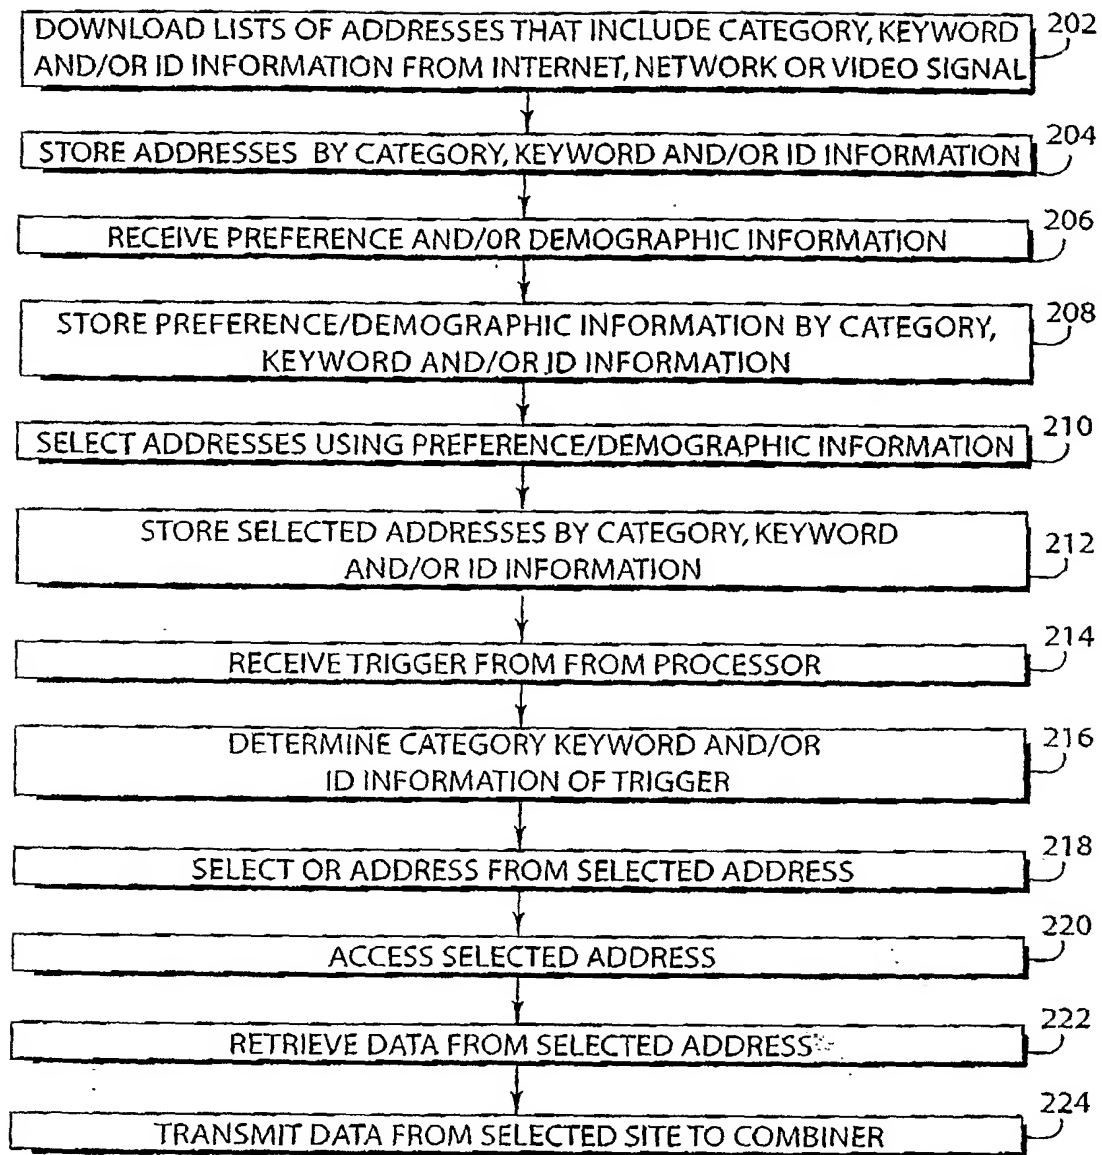 DOWNLOAD LISTS OF ADDRESSES THAT INCLUDE CATEGORY, KEYWORD
AND/OR ID INFORMATION FROM INTERNET, NETWORK OR VIDEO SIGNAL
202
STORE ADDRESSES BY CATEGORY, KEYWORD AND/OR ID INFORMATION
204
RECEIVE PREFERENCE AND/OR DEMOGRAPHIC INFORMATION
206
STORE PREFERENCE/DEMOGRAPHIC INFORMATION BY CATEGORY,
KEYWORD AND/OR ID INFORMATION
208
SELECT ADDRESSES USING PREFERENCE/DEMOGRAPHIC INFORMATION
210
STORE SELECTED ADDRESSES BY CATEGORY, KEYWORD
AND/OR ID INFORMATION
212
RECEIVE TRIGGER FROM FROM PROCESSOR
214
DETERMINE CATEGORY KEYWORD AND/OR
ID INFORMATION OF TRIGGER
216
SELECT OR ADDRESS FROM SELECTED ADDRESS
218
ACCESS SELECTED ADDRESS
220
RETRIEVE DATA FROM SELECTED ADDRESS
222
TRANSMIT DATA FROM SELECTED SITE TO COMBINER
224